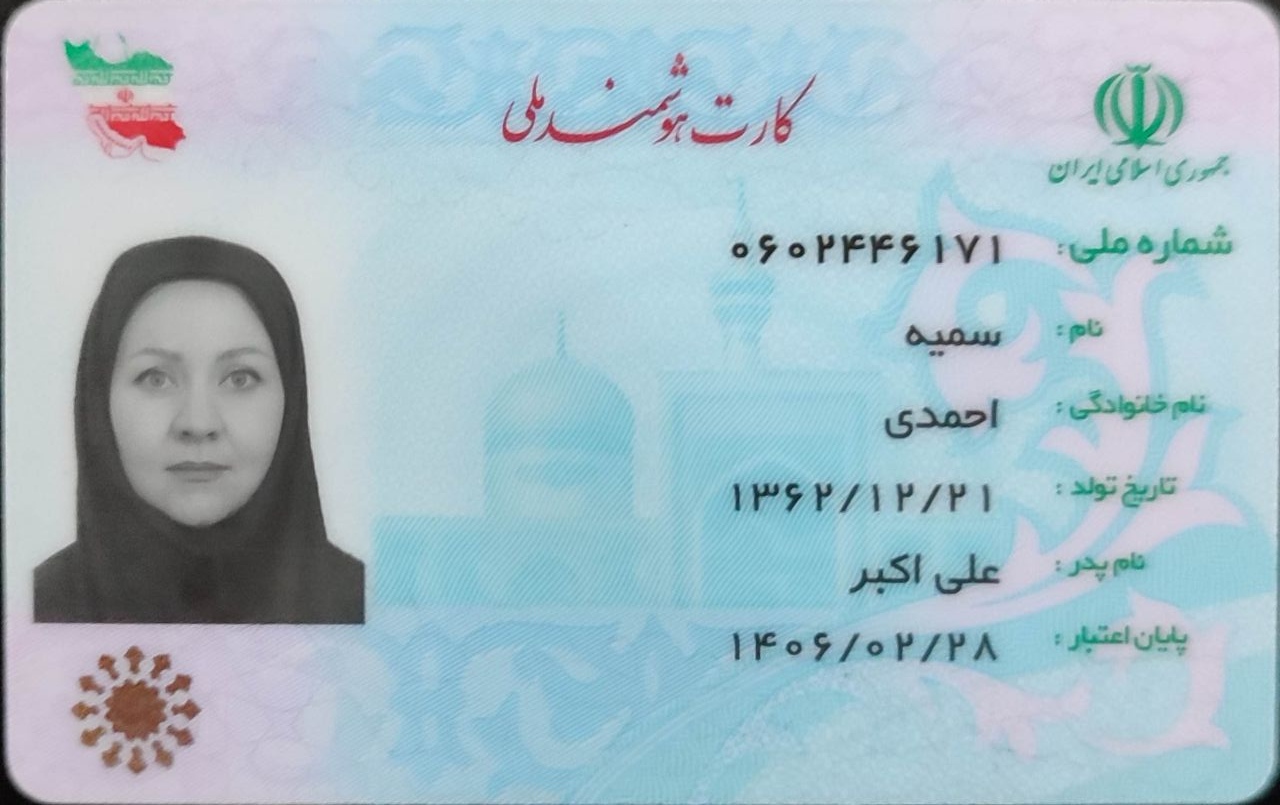 کارت هوشمند ملی
جمهوری اسلامی ایران
شماره ملی: ۰۶۰۲۴۴۶۱۷۱
نام: سمیه
نام خانوادگی: احمدی
تاریخ تولد: ۱۳۶۲/۱۲/۲۱
نام پدر: علی اکبر
پایان اعتبار: ۱۴۰۶/۰۲/۲۸